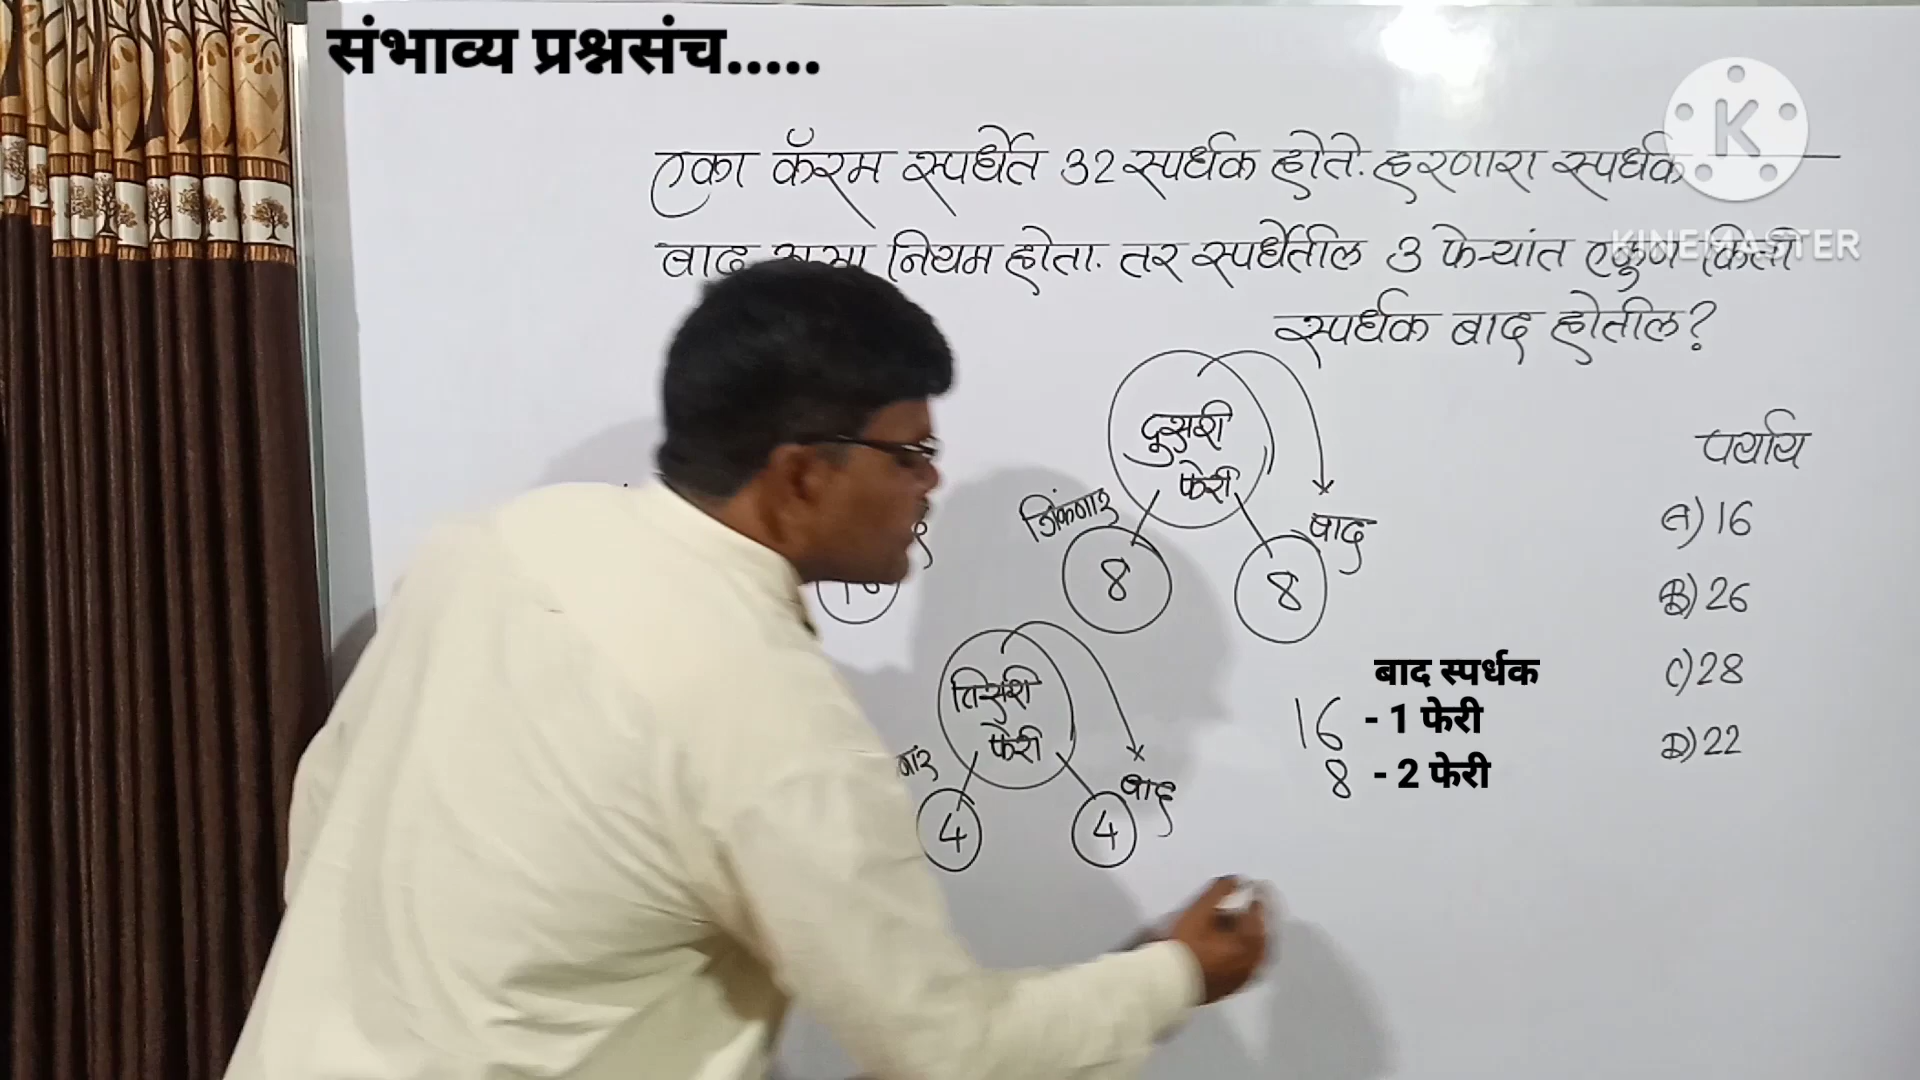 संभाव्य प्रश्नसंच.....
K
KINEMASTER
एका कॅरम स्पर्धेत 32 स्पर्धक होते. हरणारा स्पर्धक
बाद नियम होता. तर स्पर्धेतील 3 फेऱ्यांत एकुण किती
स्पर्धक बाद होतील?
दुसरी
फेरी
जिंकणार
8
8
बाद
पर्याय
A) 16
B) 26
C) 28
D) 22
तिसरी
फेरी
4
4
बाद
बाद स्पर्धक
16 - 1 फेरी
8 - 2 फेरी